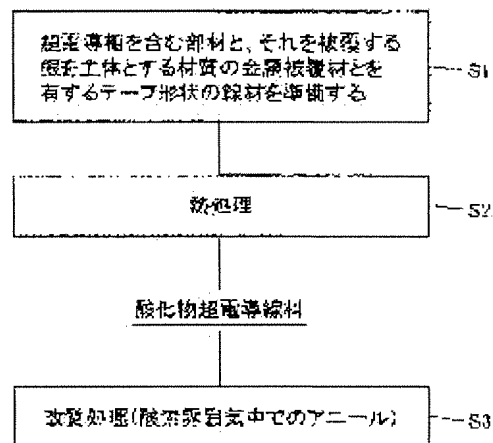 超電導相を含む部材と、それを被覆する
銀を主体とする材質の金属被覆材とを
有するテープ形状の線材を準備する
S1
熱処理
S2
酸化物超電導線料
改質処理(酸素雰囲気中でのアニール)
S3